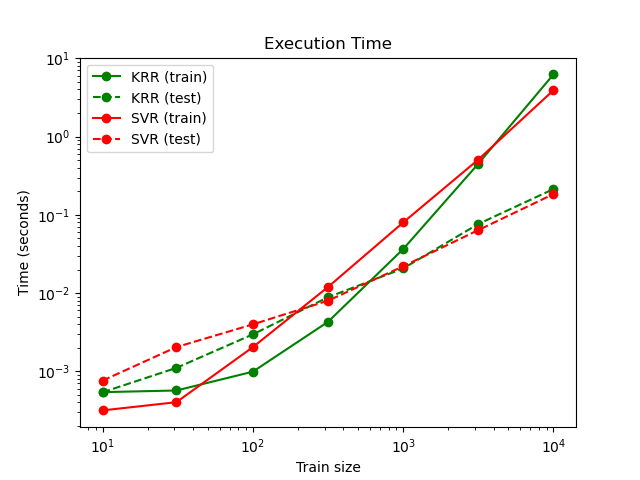 Execution Time
KRR (train)
KRR (test)
SVR (train)
SVR (test)
Time (seconds)
10¹
10⁰
10⁻¹
10⁻²
10⁻³
10¹ 10² 10³ 10⁴
Train size